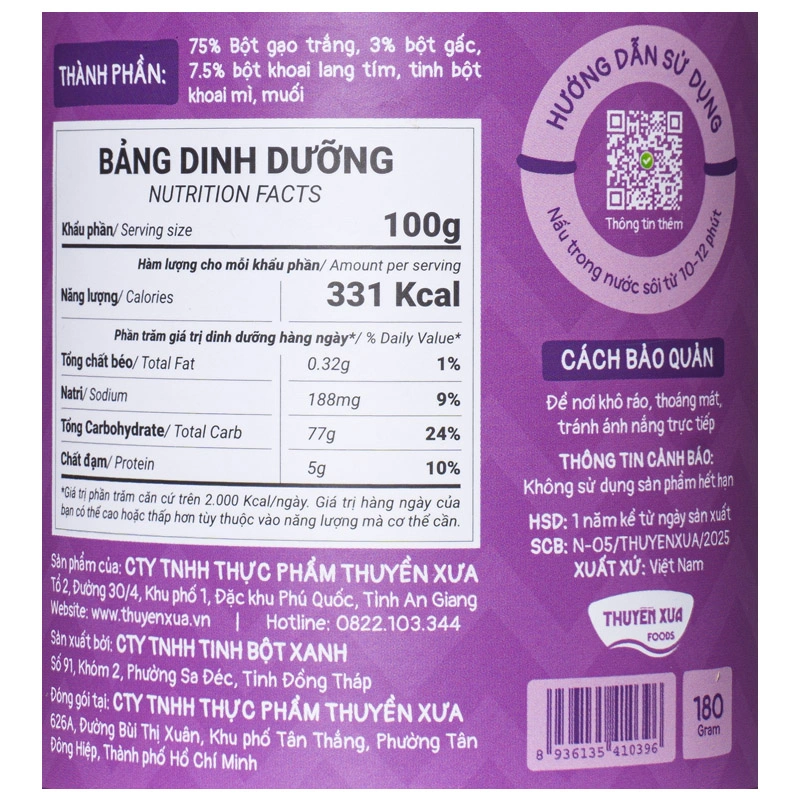 THÀNH PHẦN:
75% Bột gạo trắng, 3% bột gấc,
7.5% bột khoai lang tím, tinh bột
khoai mì, muối
BẢNG DINH DƯỠNG
NUTRITION FACTS
Khẩu phần/ Serving size 100g
Hàm lượng cho mỗi khẩu phần/ Amount per serving
Năng lượng/ Calories 331 Kcal
Phần trăm giá trị dinh dưỡng hàng ngày*/ % Daily Value*
Tổng chất béo/ Total Fat 0.32g 1%
Natri/ Sodium 188mg 9%
Tổng Carbohydrate/ Total Carb 77g 24%
Chất đạm/ Protein 5g 10%
*Giá trị phần trăm căn cứ trên 2.000 Kcal/ngày. Giá trị hàng ngày của
bạn có thể cao hoặc thấp hơn tùy thuộc vào năng lượng mà cơ thể cần.
Sản phẩm của: CTY TNHH THỰC PHẨM THUYỀN XƯA
Tổ 2, Đường 30/4, Khu phố 1, Đặc khu Phú Quốc, Tỉnh An Giang
Website: www.thuyenxua.vn | Hotline: 0822.103.344
Sản xuất bởi: CTY TNHH TINH BỘT XANH
Số 91, Khóm 2, Phường Sa Đéc, Tỉnh Đồng Tháp
Đóng gói tại: CTY TNHH THỰC PHẨM THUYỀN XƯA
626A, Đường Bùi Thị Xuân, Khu phố Tân Thắng, Phường Tân
Đông Hiệp, Thành phố Hồ Chí Minh
HƯỚNG DẪN SỬ DỤNG
Thông tin thêm
Nấu trong nước sôi từ 10-12 phút
CÁCH BẢO QUẢN
Để nơi khô ráo, thoáng mát,
tránh ánh nắng trực tiếp
THÔNG TIN CẢNH BÁO:
Không sử dụng sản phẩm hết hạn
HSD: 1 năm kể từ ngày sản xuất
SCB: N-05/THUYENXUA/2025
XUẤT XỨ: Việt Nam
THUYỀN XƯA
FOODS
8 936135 410396
180
Gram